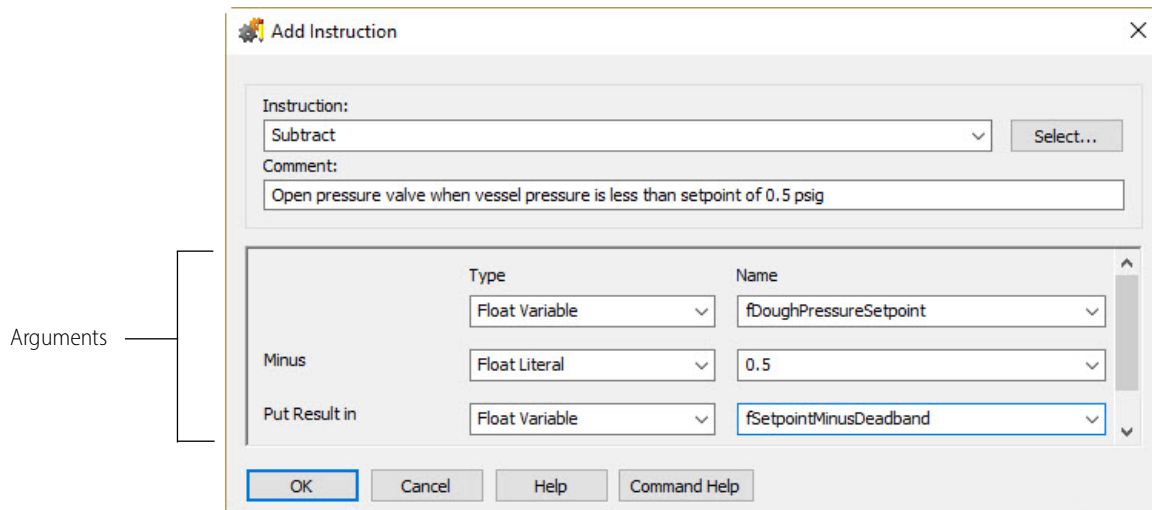 Add Instruction
Instruction:
Subtract
Select...
Comment:
Open pressure valve when vessel pressure is less than setpoint of 0.5 psig
Arguments
Type Name
Float Variable fDoughPressureSetpoint
Minus Float Literal 0.5
Put Result in Float Variable fSetpointMinusDeadband
OK Cancel Help Command Help